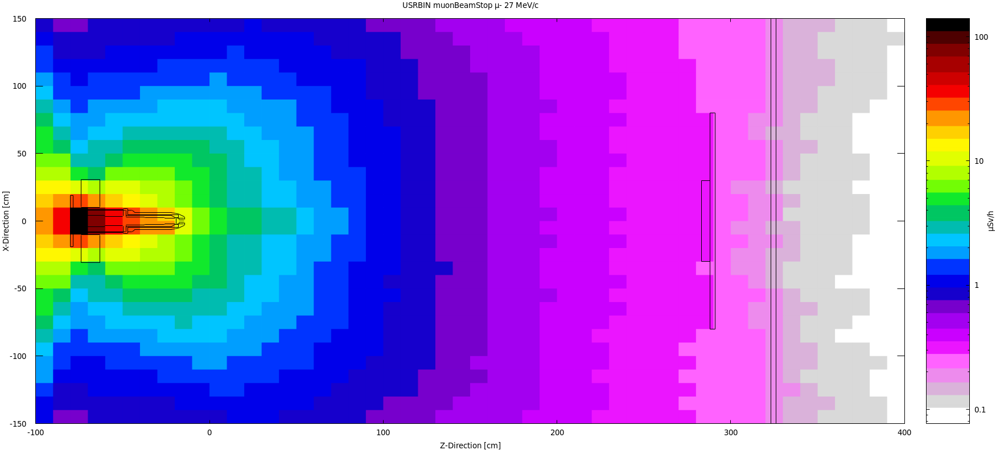 USRBIN muonBeamStop μ- 27 MeV/c
150
100
50
0
-50
-100
-150
X-Direction [cm]
-100 0 100 200 300 400
Z-Direction [cm]
100
10
1
0.1
μSv/h